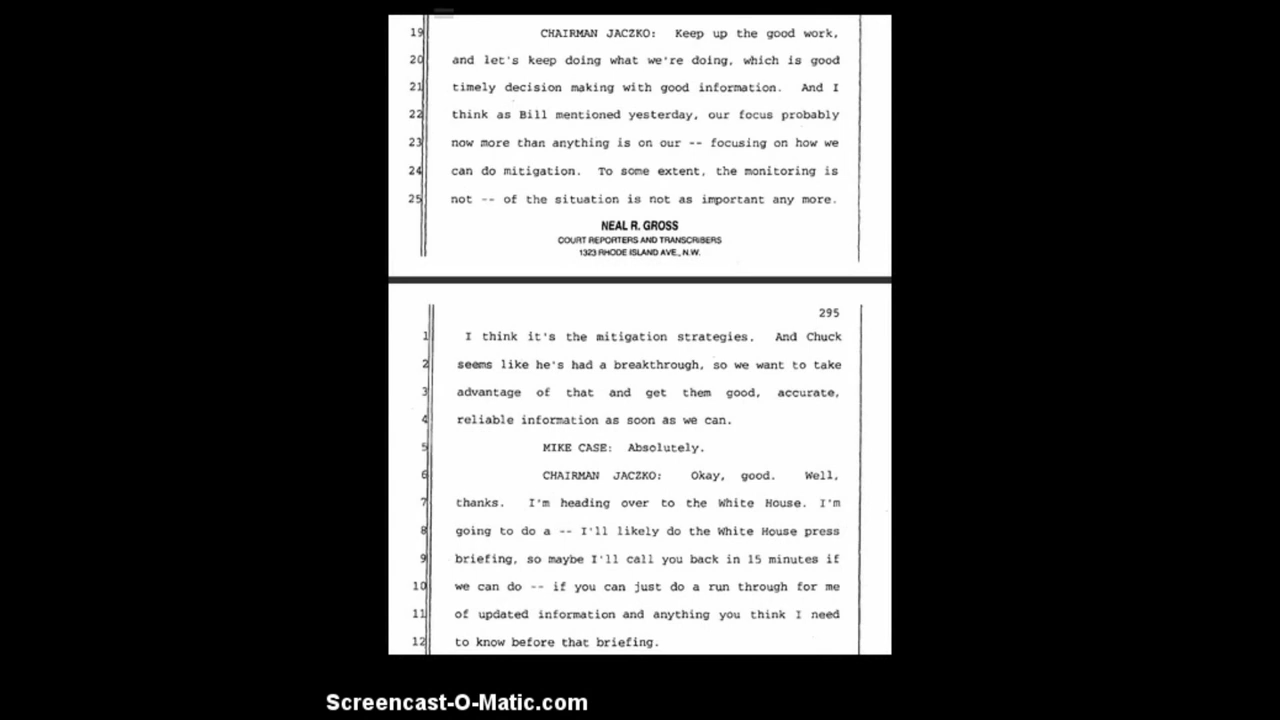 19 CHAIRMAN JACZKO: Keep up the good work,
20 and let's keep doing what we're doing, which is good
21 timely decision making with good information. And I
22 think as Bill mentioned yesterday, our focus probably
23 now more than anything is on our -- focusing on how we
24 can do mitigation. To some extent, the monitoring is
25 not -- of the situation is not as important any more.
NEAL R. GROSS
COURT REPORTERS AND TRANSCRIBERS
1323 RHODE ISLAND AVE., N.W.
295
1 I think it's the mitigation strategies. And Chuck
2 seems like he's had a breakthrough, so we want to take
3 advantage of that and get them good, accurate,
4 reliable information as soon as we can.
5 MIKE CASE: Absolutely.
6 CHAIRMAN JACZKO: Okay, good. Well,
7 thanks. I'm heading over to the White House. I'm
8 going to do a -- I'll likely do the White House press
9 briefing, so maybe I'll call you back in 15 minutes if
10 we can do -- if you can just do a run through for me
11 of updated information and anything you think I need
12 to know before that briefing.
Screencast-O-Matic.com